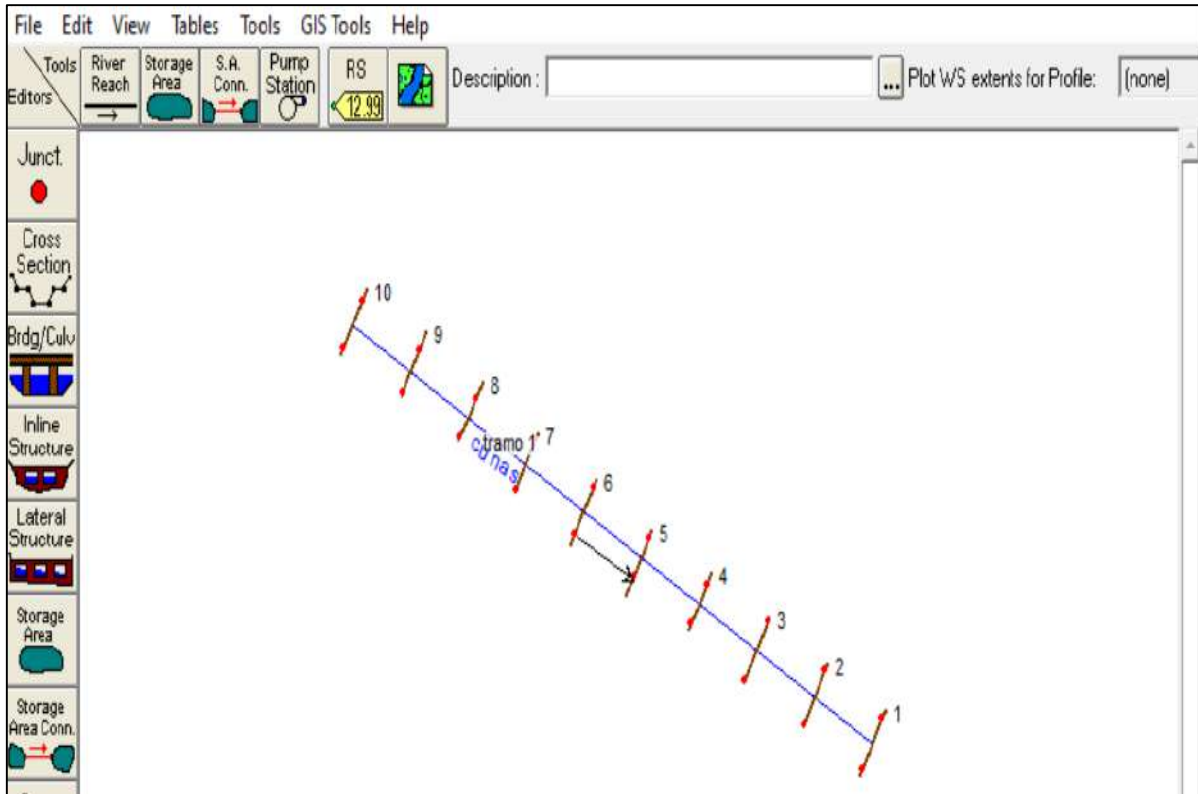 File Edit View Tables Tools GIS Tools Help
Tools
Editors
River
Reach
Storage
Area
S.A.
Conn.
Pump
Station
RS
12.99
Description :
...
Plot WS extents for Profile:
(none)
Junct.
Cross
Section
Brdg/Culv
Inline
Structure
Lateral
Structure
Storage
Area
Storage
Area Conn.
10
9
8
tramo 1
7
cunas
6
5
4
3
2
1